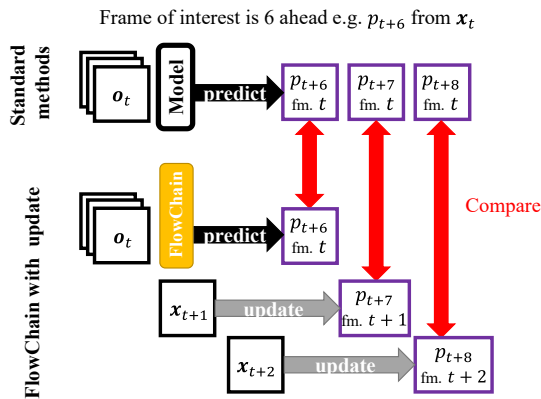 Frame of interest is 6 ahead e.g. p_{t+6} from x_t
Standard methods
o_t
Model
predict
p_{t+6}
fm. t
p_{t+7}
fm. t
p_{t+8}
fm. t
Compare
FlowChain with update
o_t
FlowChain
predict
p_{t+6}
fm. t
x_{t+1}
update
p_{t+7}
fm. t + 1
x_{t+2}
update
p_{t+8}
fm. t + 2